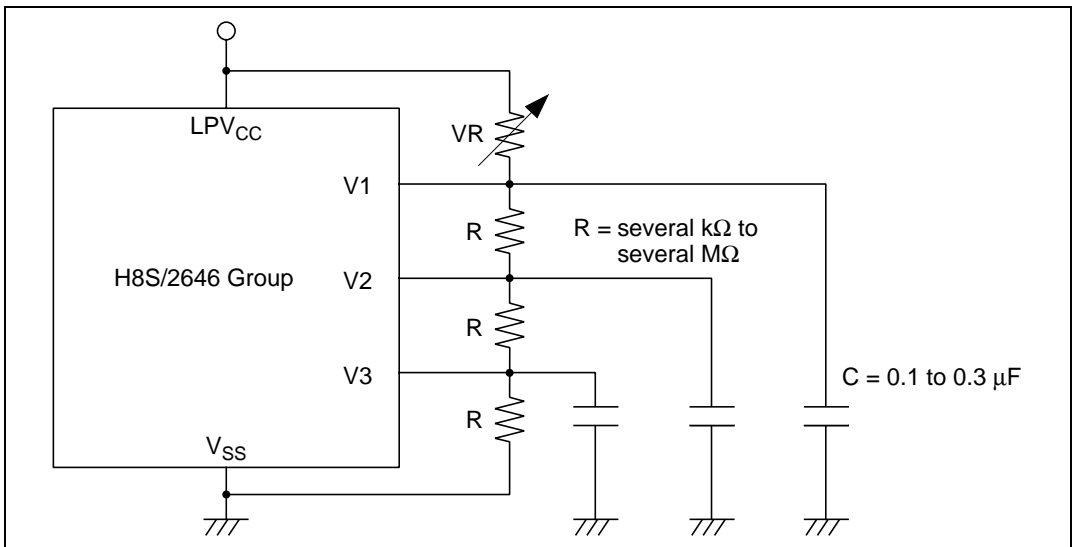 LPVCC
VR
V1
R
R = several kΩ to
several MΩ
H8S/2646 Group
V2
R
V3
C = 0.1 to 0.3 μF
R
VSS